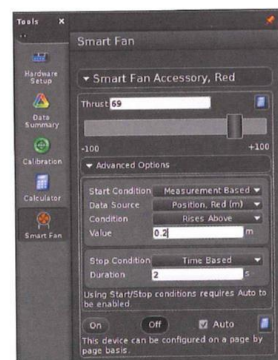 Tools ×
Smart Fan
Hardware
Setup
Data
Summary
Calibration
Calculator
Smart Fan
▾ Smart Fan Accessory, Red
Thrust 69
-100 +100
▾ Advanced Options
Start Condition Measurement Based ▾
Data Source Position, Red (m) ▾
Condition Rises Above ▾
Value 0.2 m
Stop Condition Time Based ▾
Duration 2 s
Using Start/Stop conditions requires Auto to
be enabled
On Off Auto
This device can be configured on a page by
page basis.